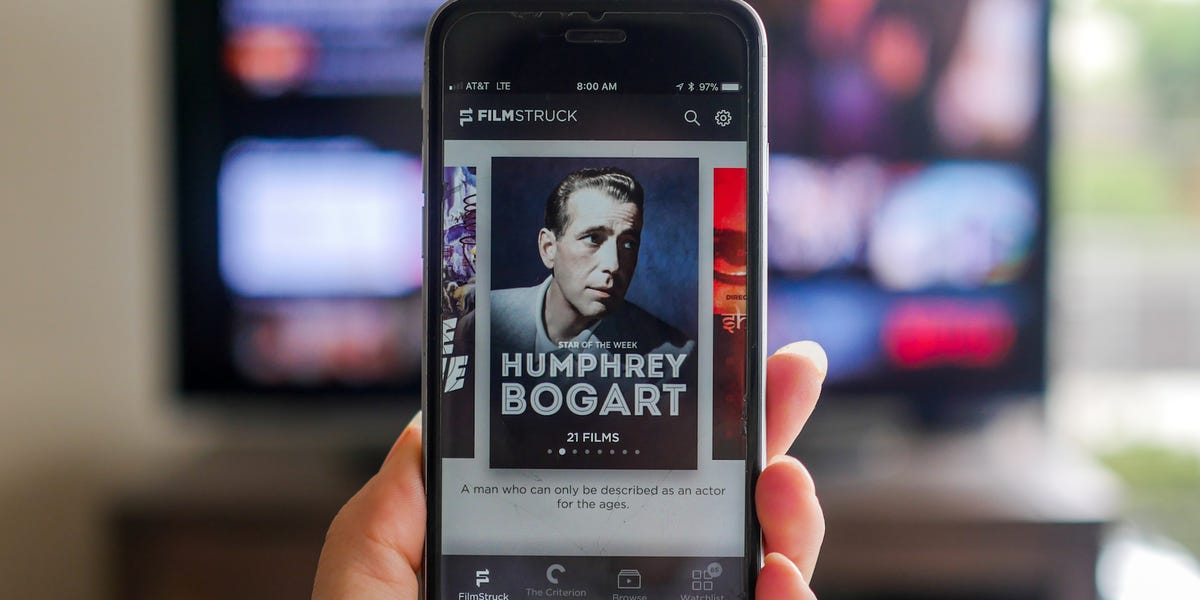 AT&T LTE 8:00 AM 97%
FILMSTRUCK
STAR OF THE WEEK
HUMPHREY
BOGART
21 FILMS
A man who can only be described as an actor
for the ages.
FilmStruck The Criterion Browse Watchlist